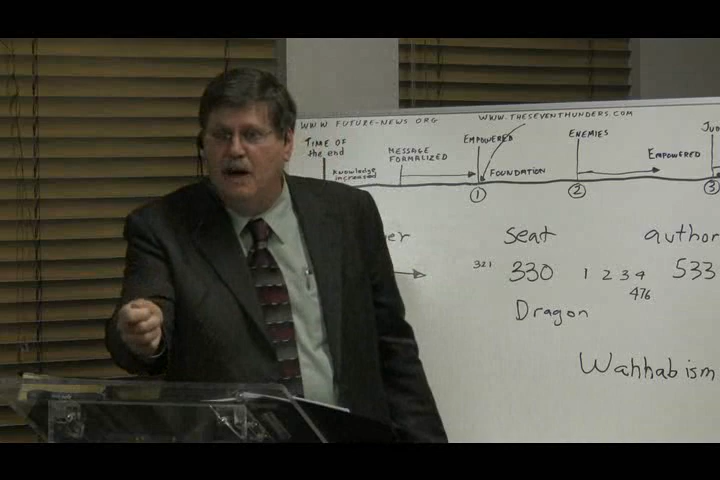 WWW FUTURE-NEWS ORG
WWW.THESEVENTHUNDERS.COM
TIME OF
the end
Knowledge
increased
MESSAGE
FORMALIZED
EMPOWERED
FOUNDATION
ENEMIES
EMPOWERED
1
2
3
seat
321
330
1 2 3 4
476
533
Dragon
Wahhabism